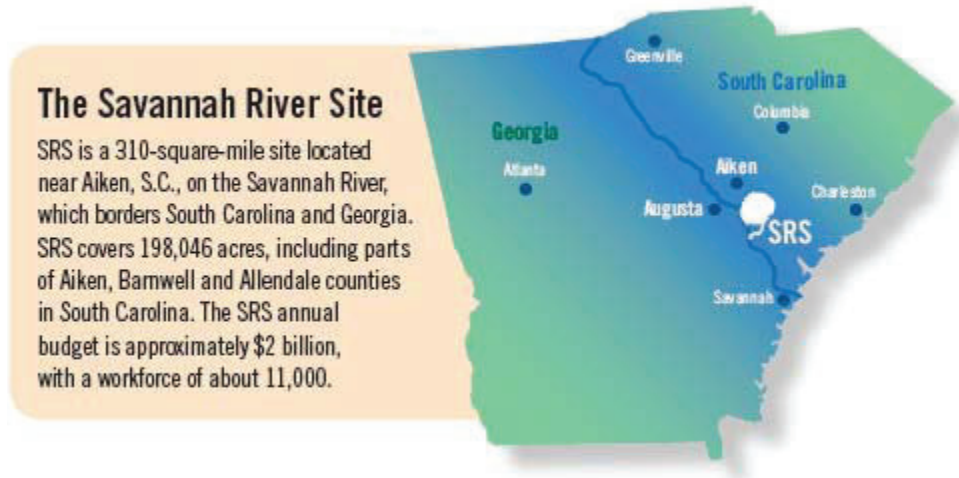 The Savannah River Site
SRS is a 310-square-mile site located
near Aiken, S.C., on the Savannah River,
which borders South Carolina and Georgia.
SRS covers 198,046 acres, including parts
of Aiken, Barnwell and Allendale counties
in South Carolina. The SRS annual
budget is approximately $2 billion,
with a workforce of about 11,000.
Greenville
South Carolina
Columbia
Georgia
Atlanta
Aiken
Charleston
Augusta
SRS
Savannah